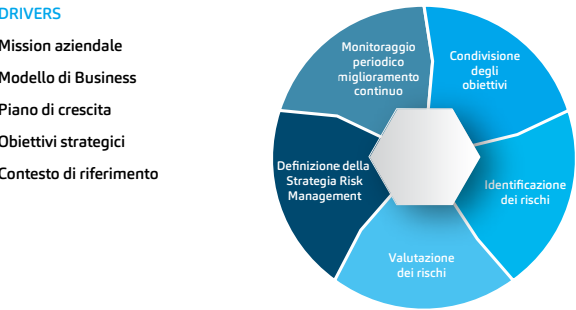 DRIVERS
Mission aziendale
Modello di Business
Piano di crescita
Obiettivi strategici
Contesto di riferimento
Monitoraggio
periodico
miglioramento
continuo
Condivisione
degli
obiettivi
Identificazione
dei rischi
Valutazione
dei rischi
Definizione della
Strategia Risk
Management